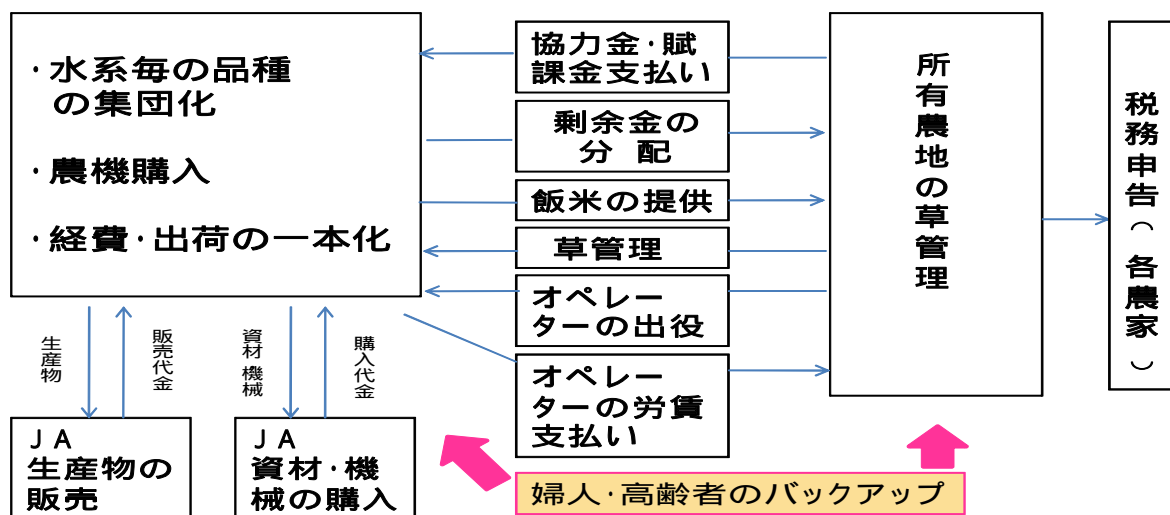 ・水系毎の品種
の集団化
・農機購入
・経費・出荷の一本化
協力金・賦
課金支払い
剰余金の
分 配
飯米の提供
草管理
オペレー
ターの出役
オペレー
ターの労賃
支払い
所有農地の草管理
税務申告（各農家）
生産物
販売代金
資材 機械
購入代金
ＪＡ
生産物の
販売
ＪＡ
資材・機
械の購入
婦人・高齢者のバックアップ